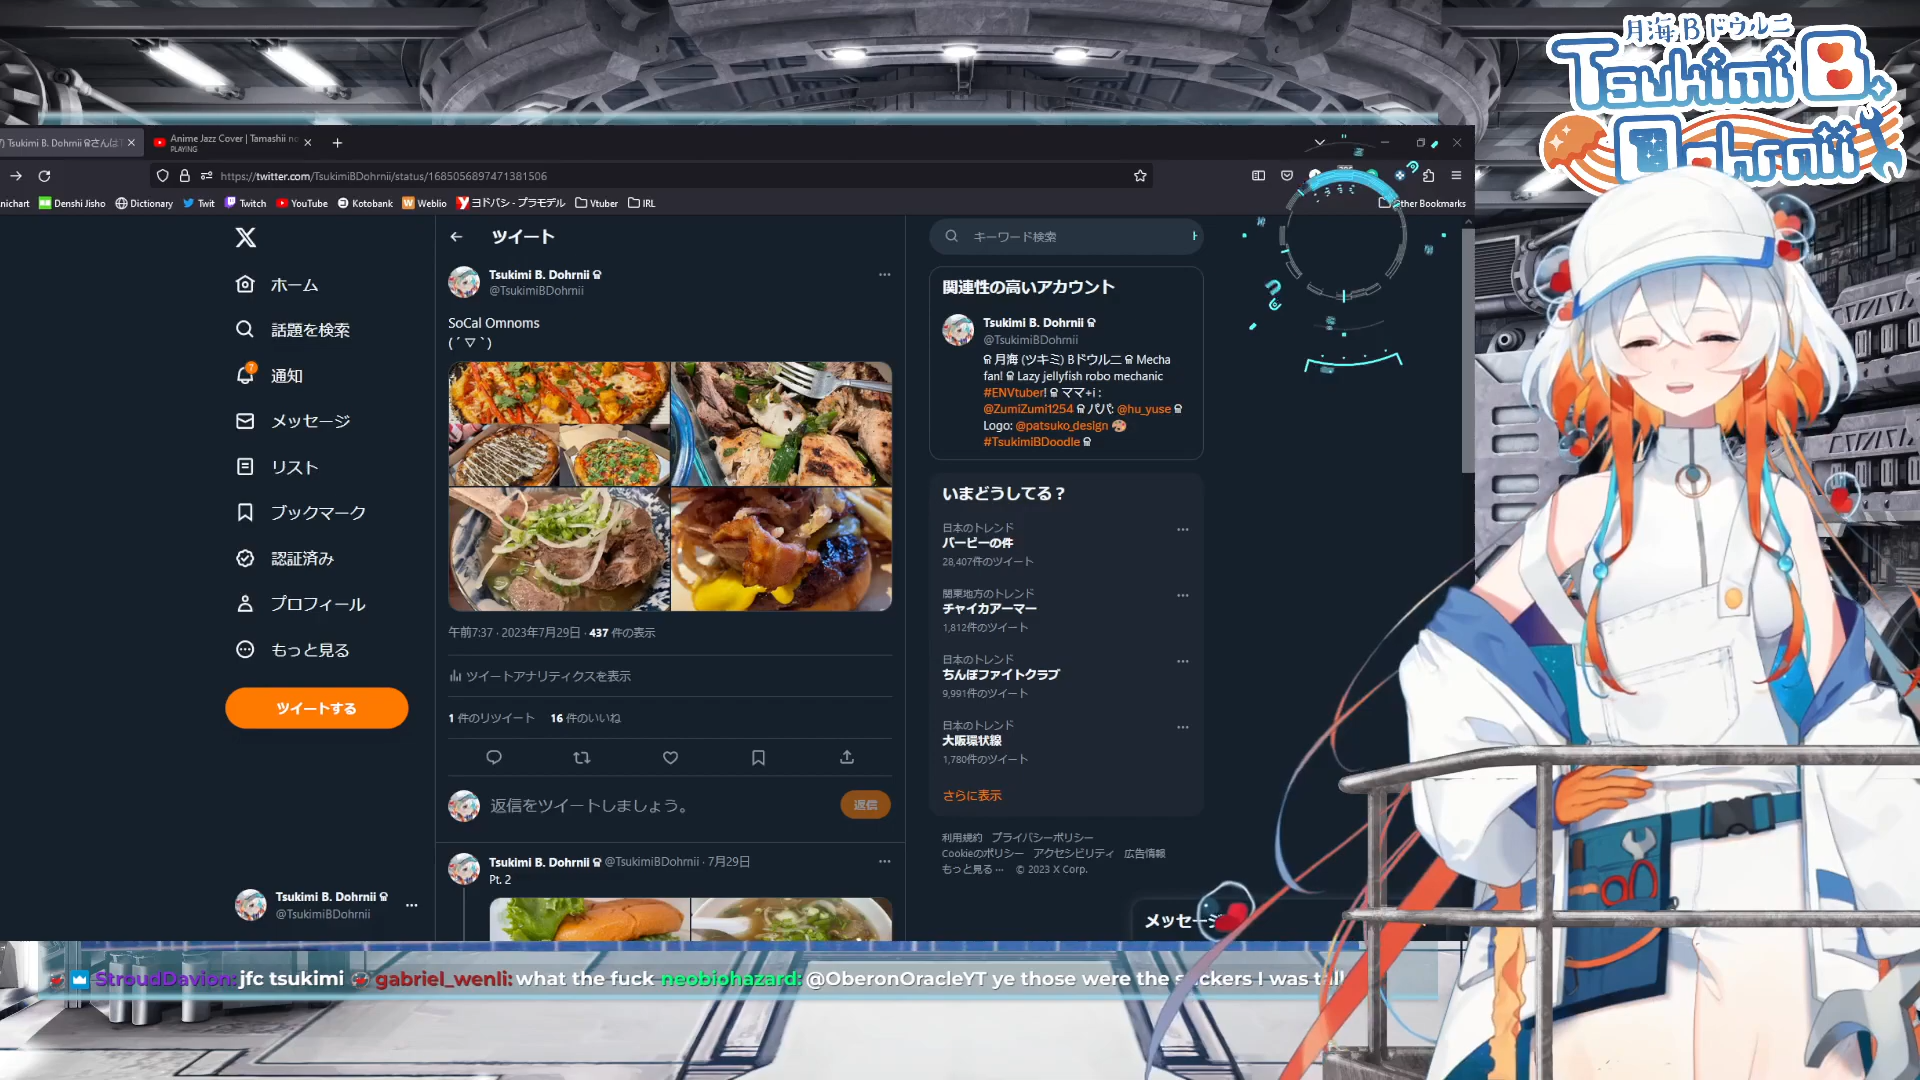 月海Bドゥルニ
Tsukimi B.
Dohrnii
Tsukimi B. Dohrnii
Anime Jazz Cover | Tamashii no
PLAYING
https://twitter.com/TsukimiBDohrnii/status/1685056897471381506
nichart
Denshi Jisho
Dictionary
Twit
Twitch
YouTube
Kotobank
Weblio
ヨドバシ - プラモデル
Vtuber
IRL
Other Bookmarks
ホーム
話題を検索
通知
メッセージ
リスト
ブックマーク
認証済み
プロフィール
もっと見る
ツイートする
Tsukimi B. Dohrnii
@TsukimiBDohrnii
ツイート
Tsukimi B. Dohrnii
@TsukimiBDohrnii
SoCal Omnoms
(´▽`)
午前7:37 · 2023年7月29日 · 437 件の表示
ツイートアナリティクスを表示
1 件のリツイート 16 件のいいね
返信をツイートしましょう。
返信
Tsukimi B. Dohrnii @TsukimiBDohrnii · 7月29日
Pt. 2
キーワード検索
関連性の高いアカウント
Tsukimi B. Dohrnii
@TsukimiBDohrnii
月海 (ツキミ) Bドウルニ Mecha
fan! Lazy jellyfish robo mechanic
#ENVtuber! ママ+i :
@ZumiZumi1254 パパ: @hu_yuse
Logo: @patsuko_design
#TsukimiBDoodle
いまどうしてる？
日本のトレンド
バービーの件
28,407件のツイート
関東地方のトレンド
チャイカアーマー
1,812件のツイート
日本のトレンド
ちんぽファイトクラブ
9,991件のツイート
日本のトレンド
大阪環状線
1,780件のツイート
さらに表示
利用規約 プライバシーポリシー
Cookieのポリシー アクセシビリティ 広告情報
もっと見る ··· © 2023 X Corp.
メッセージ
StroudDavion: jfc tsukimi gabriel_wenli: what the fuck neobiohazard: @OberonOracleYT ye those were the suckers I was